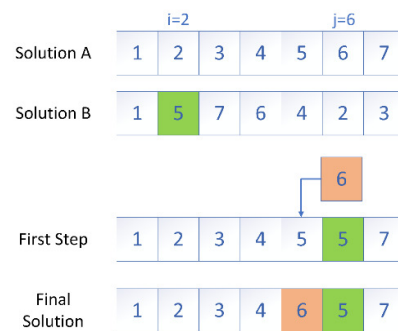 i=2 j=6
Solution A 1 2 3 4 5 6 7
Solution B 1 5 7 6 4 2 3
6
First Step 1 2 3 4 5 5 7
Final
Solution 1 2 3 4 6 5 7